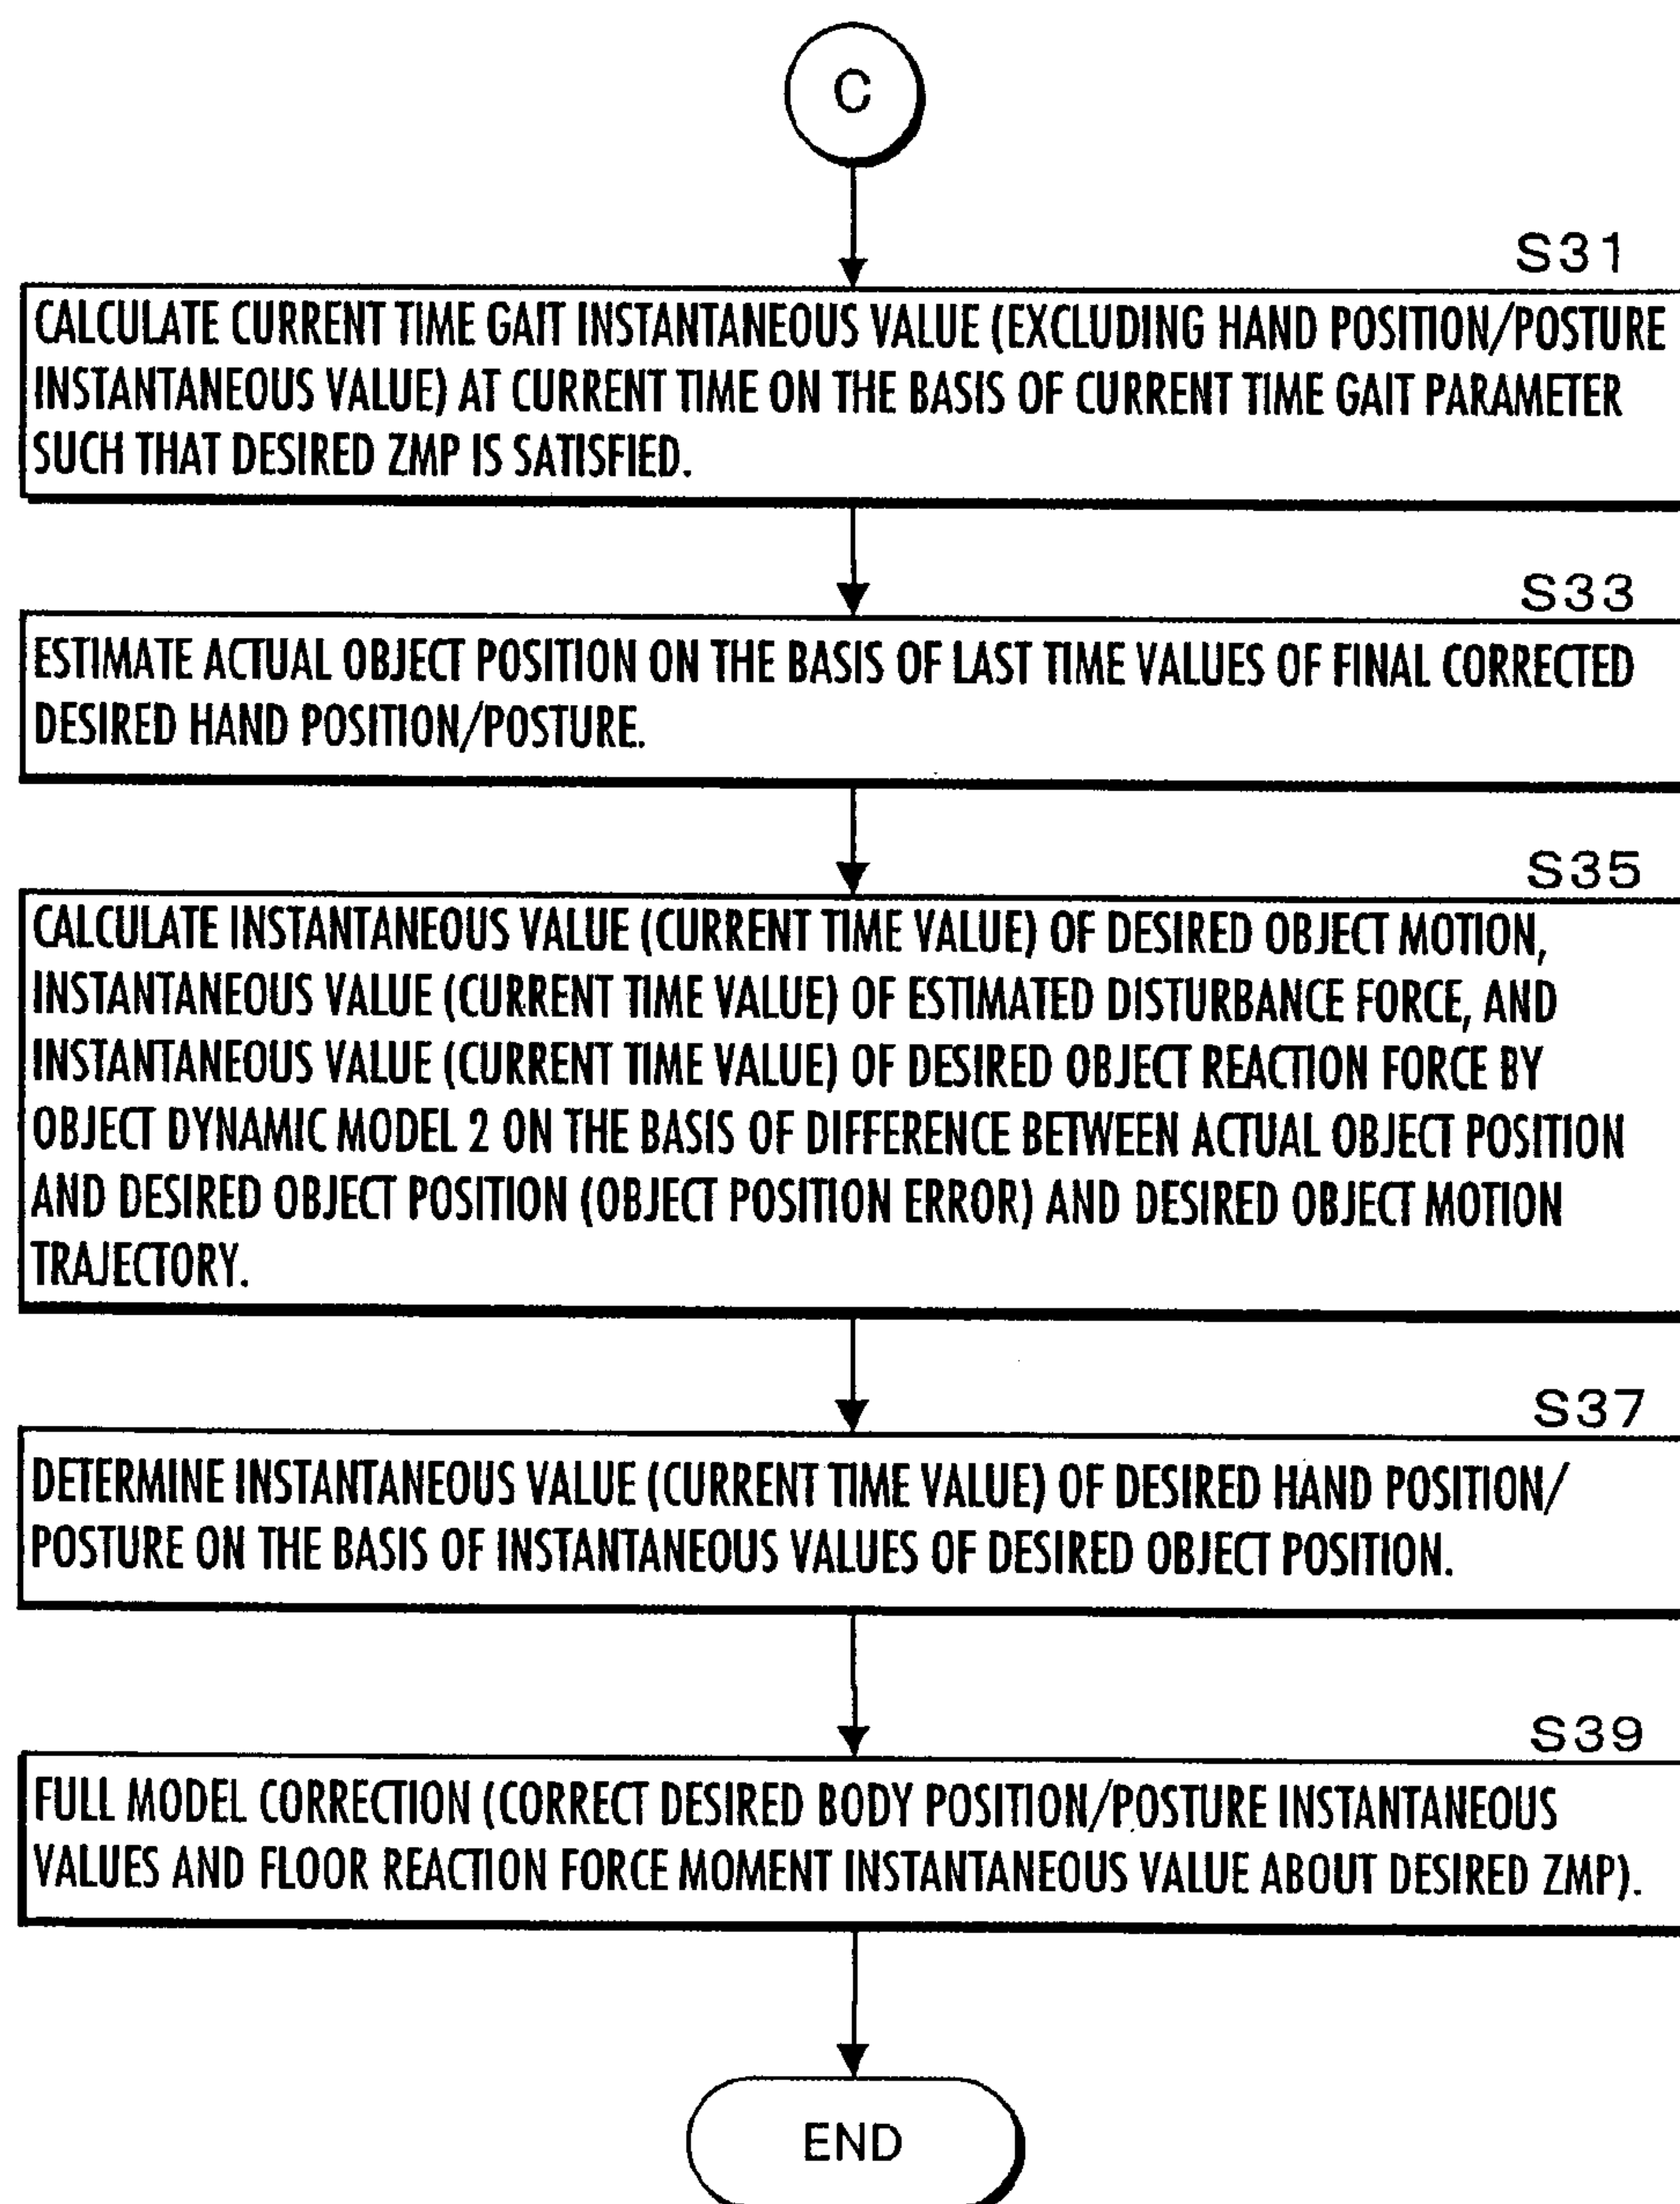 C
S31
CALCULATE CURRENT TIME GAIT INSTANTANEOUS VALUE (EXCLUDING HAND POSITION/POSTURE
INSTANTANEOUS VALUE) AT CURRENT TIME ON THE BASIS OF CURRENT TIME GAIT PARAMETER
SUCH THAT DESIRED ZMP IS SATISFIED.
S33
ESTIMATE ACTUAL OBJECT POSITION ON THE BASIS OF LAST TIME VALUES OF FINAL CORRECTED
DESIRED HAND POSITION/POSTURE.
S35
CALCULATE INSTANTANEOUS VALUE (CURRENT TIME VALUE) OF DESIRED OBJECT MOTION,
INSTANTANEOUS VALUE (CURRENT TIME VALUE) OF ESTIMATED DISTURBANCE FORCE, AND
INSTANTANEOUS VALUE (CURRENT TIME VALUE) OF DESIRED OBJECT REACTION FORCE BY
OBJECT DYNAMIC MODEL 2 ON THE BASIS OF DIFFERENCE BETWEEN ACTUAL OBJECT POSITION
AND DESIRED OBJECT POSITION (OBJECT POSITION ERROR) AND DESIRED OBJECT MOTION
TRAJECTORY.
S37
DETERMINE INSTANTANEOUS VALUE (CURRENT TIME VALUE) OF DESIRED HAND POSITION/
POSTURE ON THE BASIS OF INSTANTANEOUS VALUES OF DESIRED OBJECT POSITION.
S39
FULL MODEL CORRECTION (CORRECT DESIRED BODY POSITION/POSTURE INSTANTANEOUS
VALUES AND FLOOR REACTION FORCE MOMENT INSTANTANEOUS VALUE ABOUT DESIRED ZMP).
END